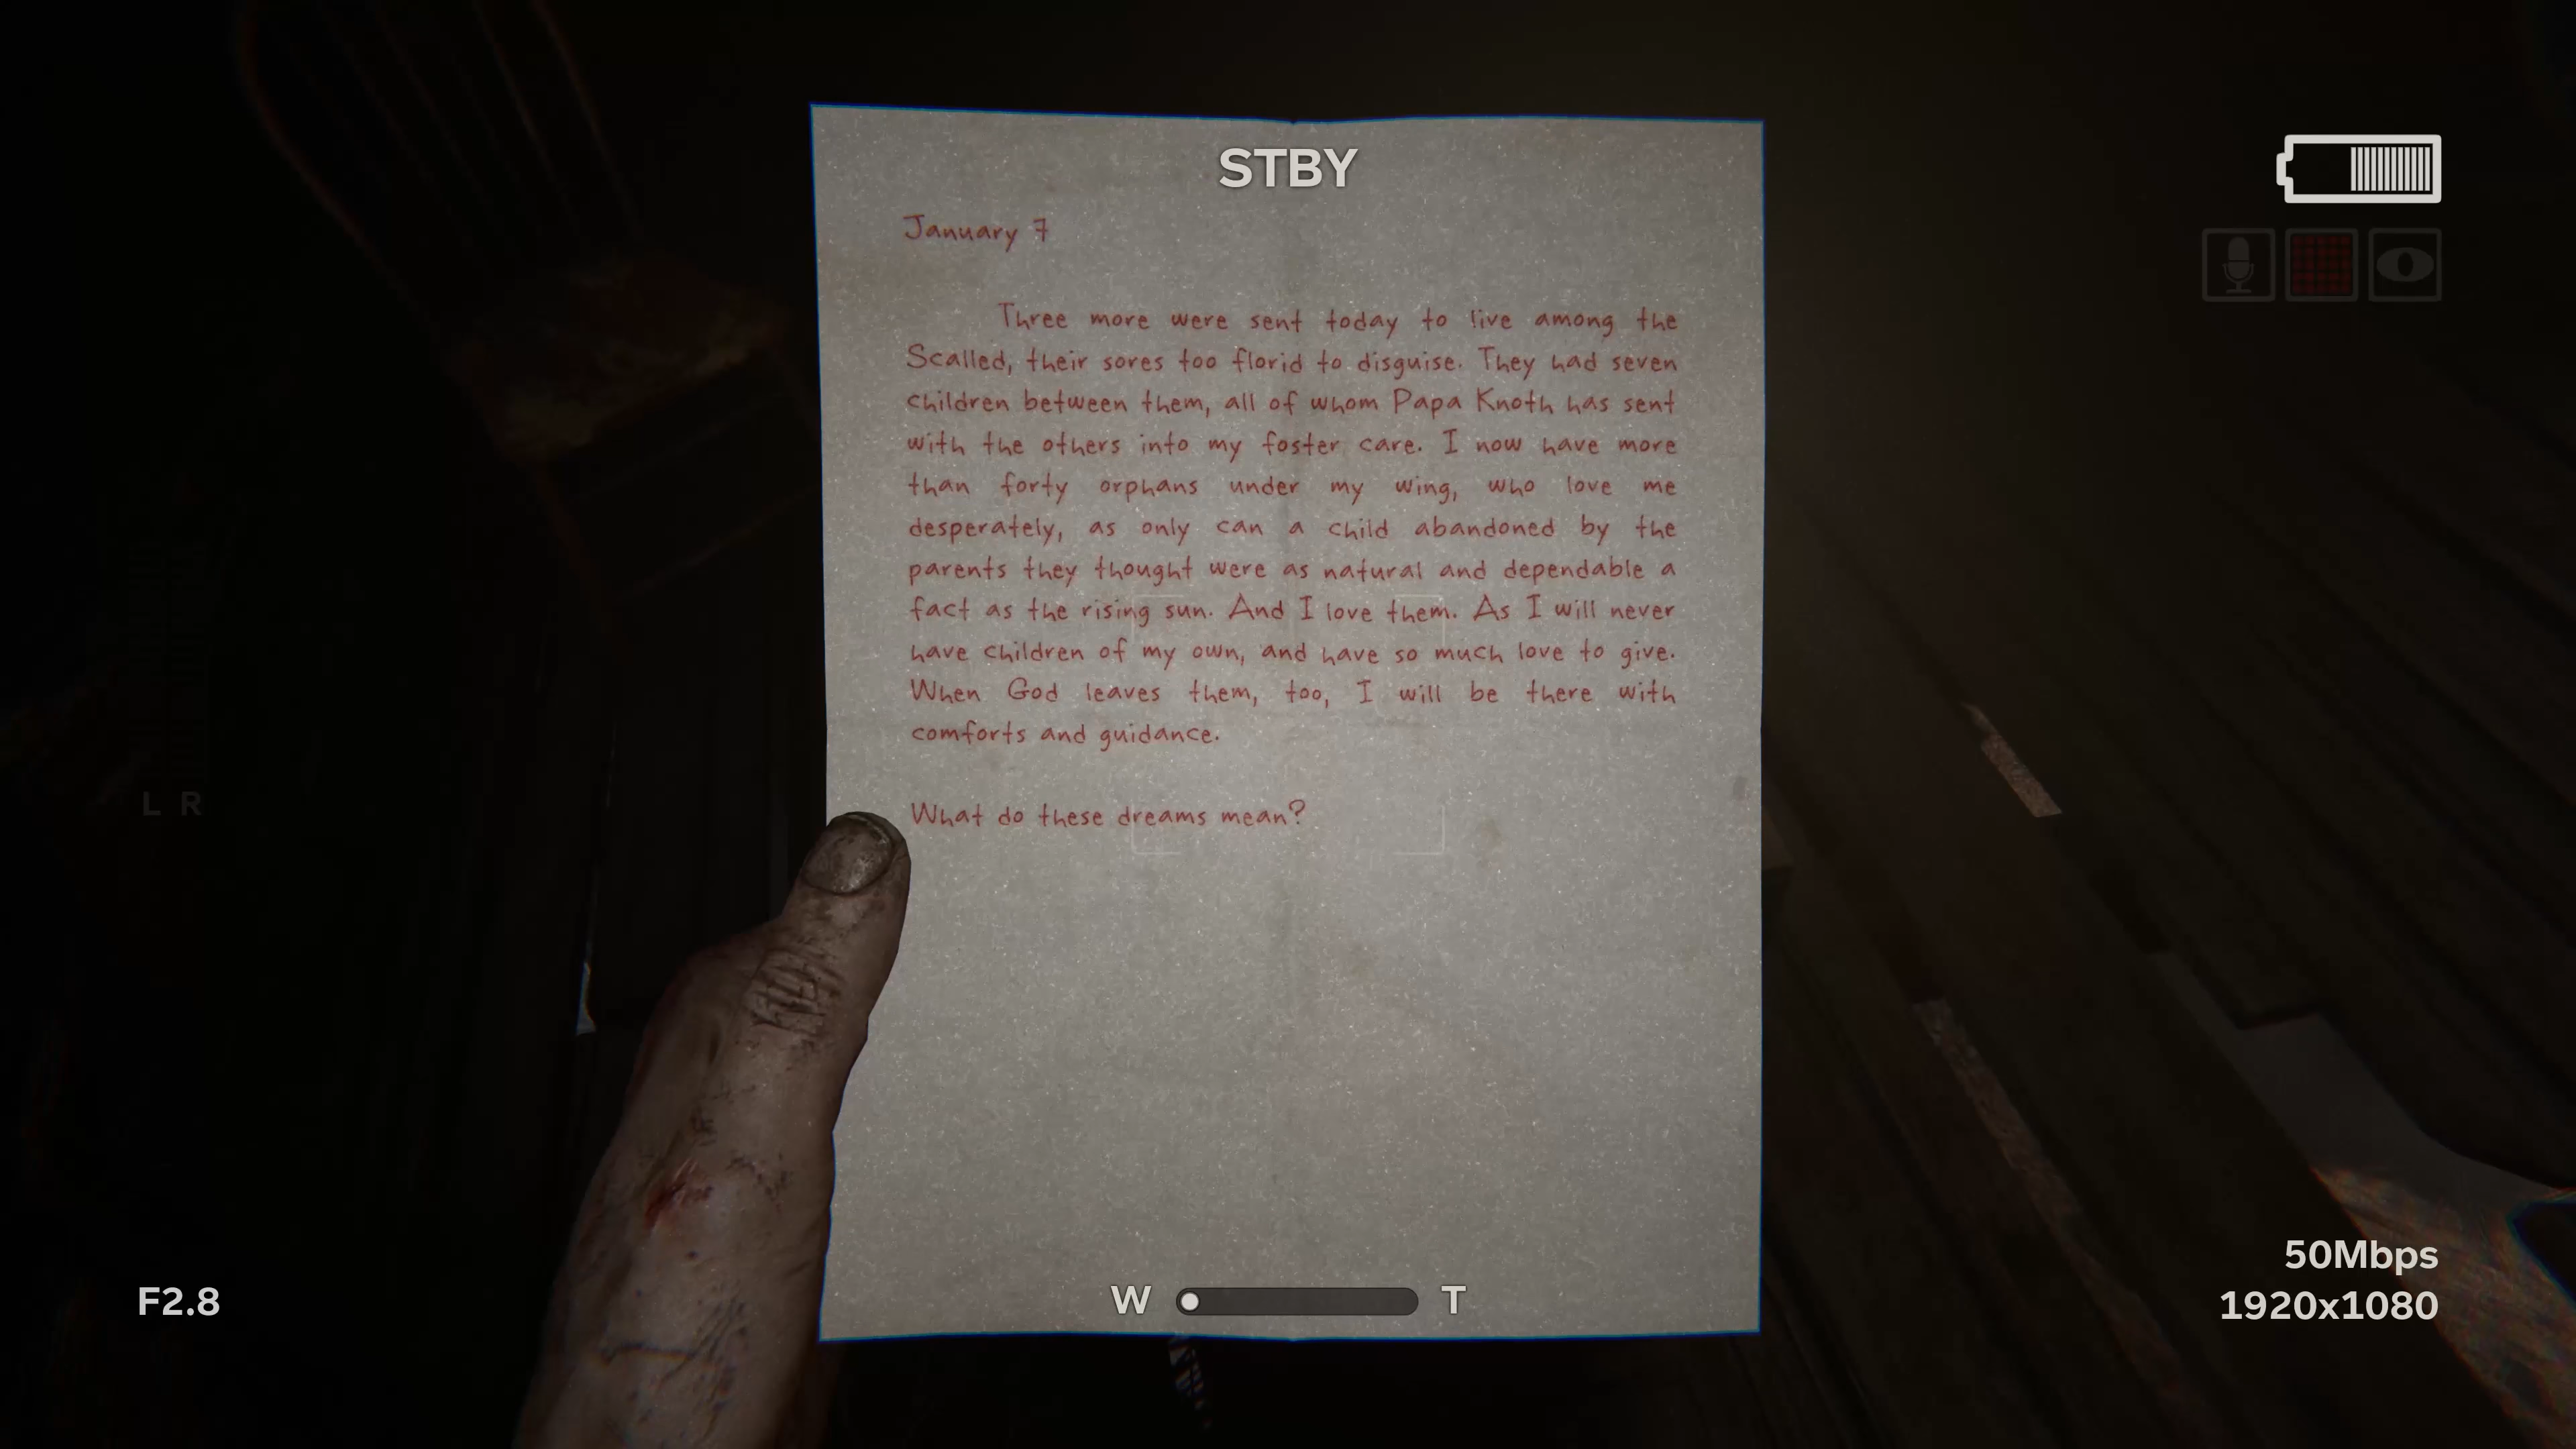 STBY
January 7
Three more were sent today to live among the
Scalled, their sores too florid to disguise. They had seven
children between them, all of whom Papa Knoth has sent
with the others into my foster care. I now have more
than forty orphans under my wing, who love me
desperately, as only can a child abandoned by the
parents they thought were as natural and dependable a
fact as the rising sun. And I love them. As I will never
have children of my own, and have so much love to give.
When God leaves them, too, I will be there with
comforts and guidance.
What do these dreams mean?
L R
F2.8
W T
50Mbps
1920x1080